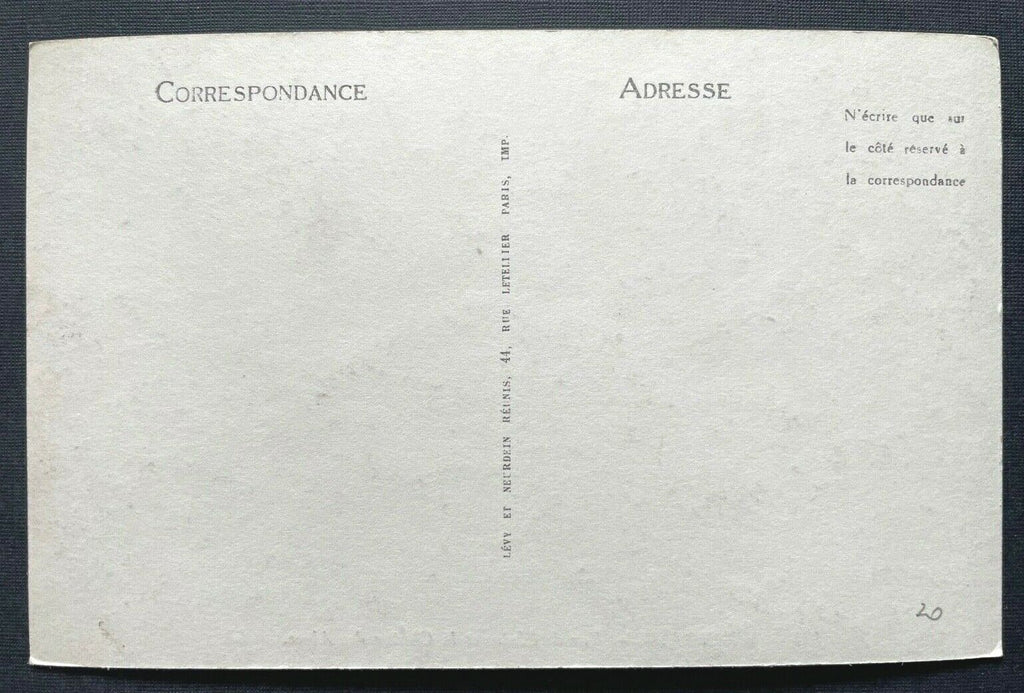 CORRESPONDANCE
ADRESSE
N'écrire que sur
le côté réservé à
la correspondance
LÉVY ET NEURDEIN RÉUNIS, 44, RUE LETELLIER PARIS, IMP.
20